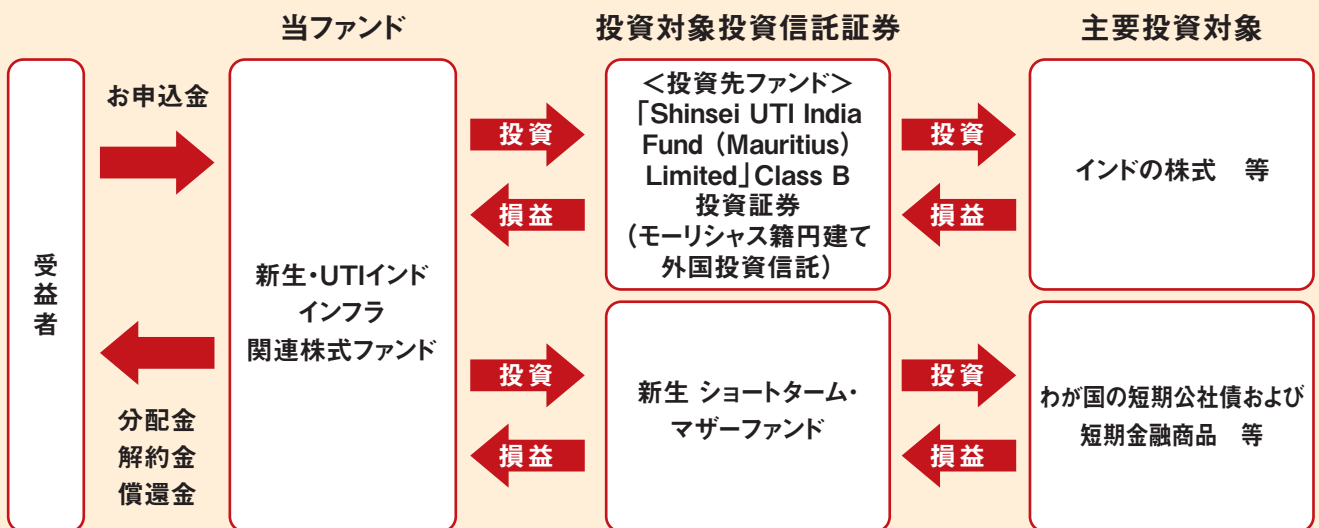 当ファンド
投資対象投資信託証券
主要投資対象
受益者
お申込金
分配金
解約金
償還金
新生・UTIインド
インフラ
関連株式ファンド
投資
損益
<投資先ファンド>
「Shinsei UTI India
Fund (Mauritius)
Limited」Class B
投資証券
(モーリシャス籍円建て
外国投資信託)
投資
損益
インドの株式　等
投資
損益
新生 ショートターム・
マザーファンド
投資
損益
わが国の短期公社債および
短期金融商品　等